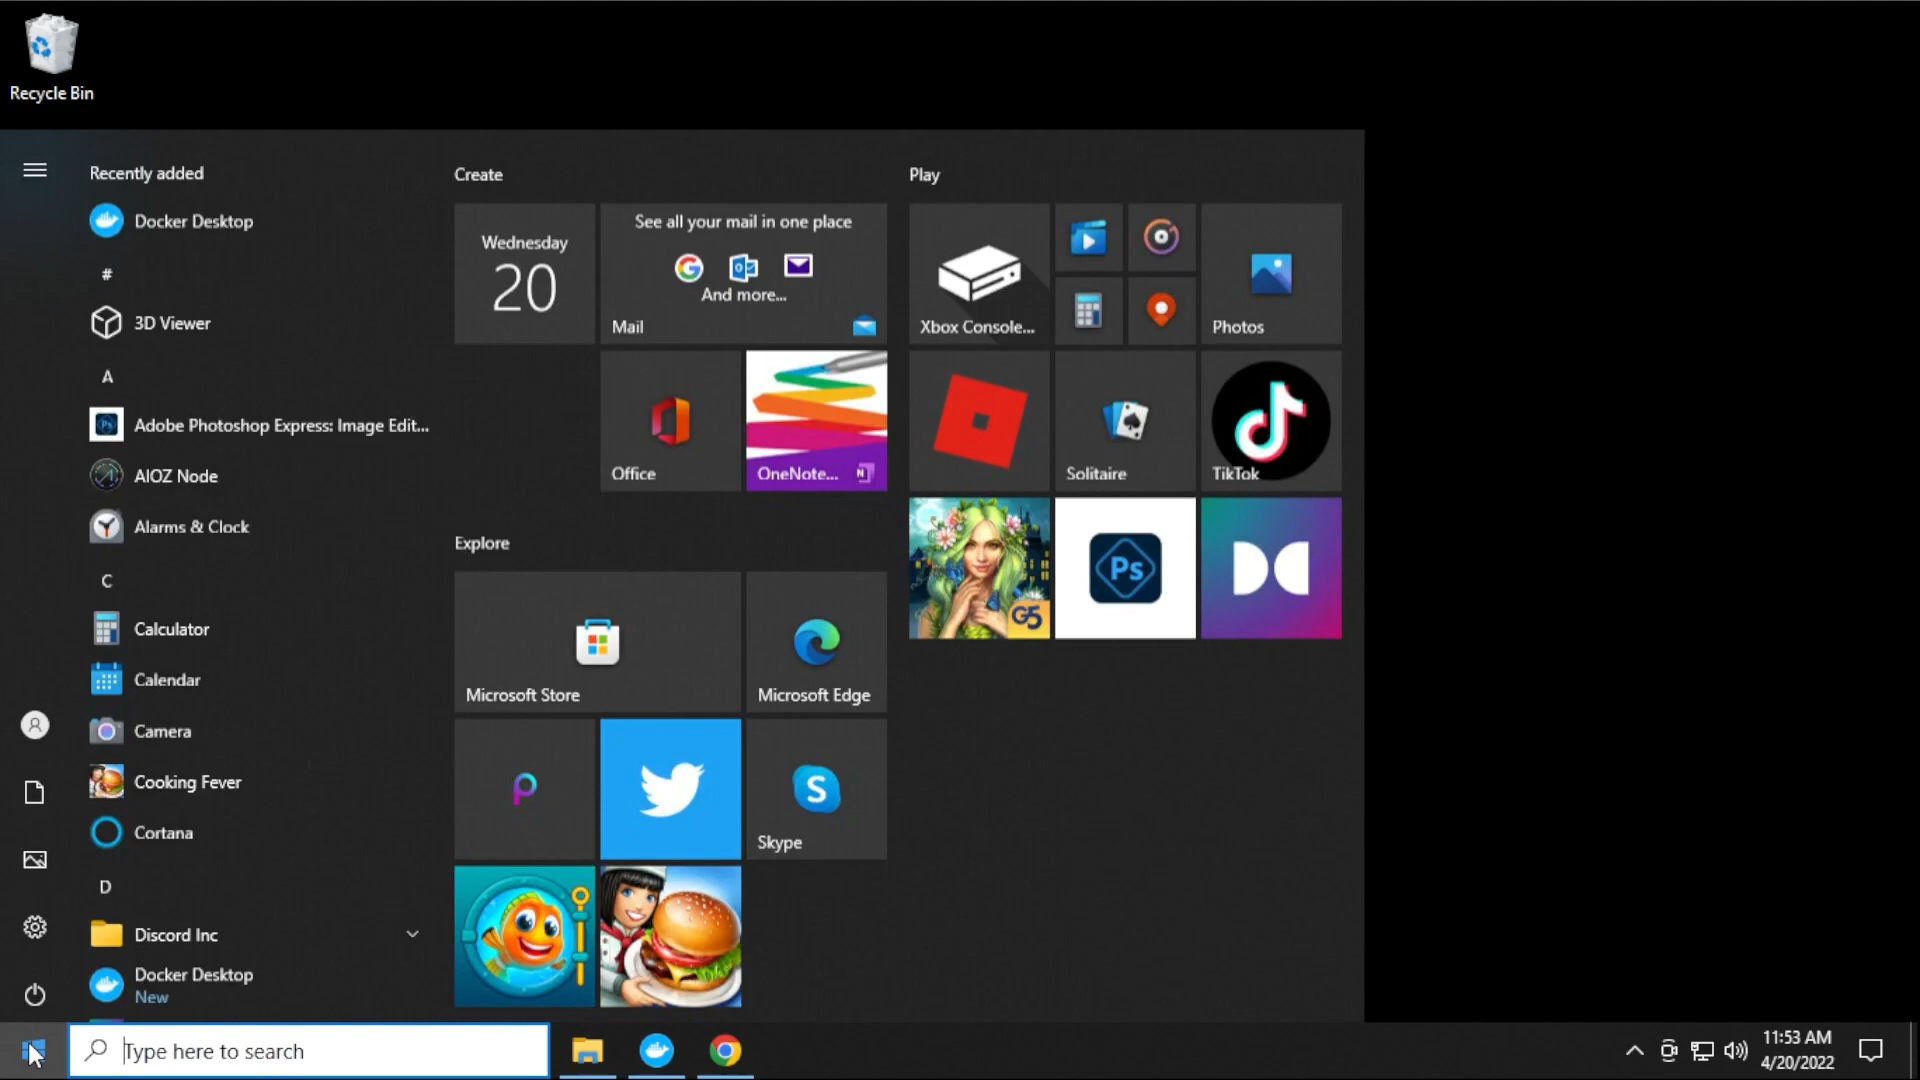 Recycle Bin
Recently added
Docker Desktop
#
3D Viewer
A
Adobe Photoshop Express: Image Edit...
AIOZ Node
Alarms & Clock
C
Calculator
Calendar
Camera
Cooking Fever
Cortana
D
Discord Inc
Docker Desktop
New
Create
Wednesday
20
See all your mail in one place
And more...
Mail
Office
OneNote...
Explore
Microsoft Store
Microsoft Edge
Skype
Play
Xbox Console...
Photos
Solitaire
TikTok
G5
Ps
Type here to search
11:53 AM
4/20/2022